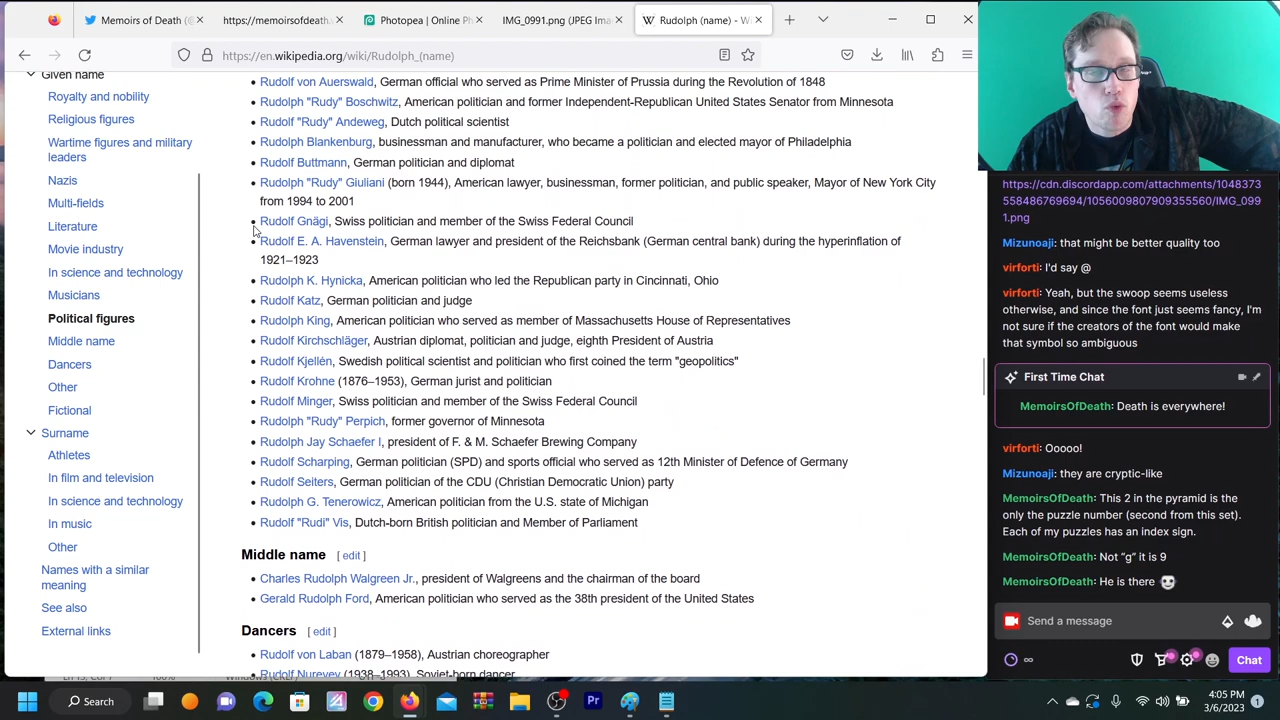 Memoirs of Death (
https://memoirsofdeath.
Photopea | Online Ph
IMG_0991.png (JPEG Ima
Rudolph (name) - W
https://en.wikipedia.org/wiki/Rudolph_(name)
Given name
Royalty and nobility
Religious figures
Wartime figures and military
leaders
Nazis
Multi-fields
Literature
Movie industry
In science and technology
Musicians
Political figures
Middle name
Dancers
Other
Fictional
Surname
Athletes
In film and television
In science and technology
In music
Other
Names with a similar
meaning
See also
External links
Rudolf von Auerswald, German official who served as Prime Minister of Prussia during the Revolution of 1848
Rudolph "Rudy" Boschwitz, American politician and former Independent-Republican United States Senator from Minnesota
Rudolf "Rudy" Andeweg, Dutch political scientist
Rudolph Blankenburg, businessman and manufacturer, who became a politician and elected mayor of Philadelphia
Rudolf Buttmann, German politician and diplomat
Rudolph "Rudy" Giuliani (born 1944), American lawyer, businessman, former politician, and public speaker, Mayor of New York City
from 1994 to 2001
Rudolf Gnägi, Swiss politician and member of the Swiss Federal Council
Rudolf E. A. Havenstein, German lawyer and president of the Reichsbank (German central bank) during the hyperinflation of
1921–1923
Rudolph K. Hynicka, American politician who led the Republican party in Cincinnati, Ohio
Rudolf Katz, German politician and judge
Rudolph King, American politician who served as member of Massachusetts House of Representatives
Rudolf Kirchschläger, Austrian diplomat, politician and judge, eighth President of Austria
Rudolf Kjellén, Swedish political scientist and politician who first coined the term "geopolitics"
Rudolf Krohne (1876–1953), German jurist and politician
Rudolf Minger, Swiss politician and member of the Swiss Federal Council
Rudolph "Rudy" Perpich, former governor of Minnesota
Rudolph Jay Schaefer I, president of F. & M. Schaefer Brewing Company
Rudolf Scharping, German politician (SPD) and sports official who served as 12th Minister of Defence of Germany
Rudolf Seiters, German politician of the CDU (Christian Democratic Union) party
Rudolph G. Tenerowicz, American politician from the U.S. state of Michigan
Rudolf "Rudi" Vis, Dutch-born British politician and Member of Parliament
Middle name [ edit ]
Charles Rudolph Walgreen Jr., president of Walgreens and the chairman of the board
Gerald Rudolph Ford, American politician who served as the 38th president of the United States
Dancers [ edit ]
Rudolf von Laban (1879–1958), Austrian choreographer
Rudolf Nureyev (1938–1993), Soviet-born dancer
https://cdn.discordapp.com/attachments/1048373
558486769694/1056009807909355560/IMG_099
1.png
Mizunoaji: that might be better quality too
virforti: I'd say @
virforti: Yeah, but the swoop seems useless
otherwise, and since the font just seems fancy, I'm
not sure if the creators of the font would make
that symbol so ambiguous
First Time Chat
MemoirsOfDeath: Death is everywhere!
virforti: Ooooo!
Mizunoaji: they are cryptic-like
MemoirsOfDeath: This 2 in the pyramid is the
only the puzzle number (second from this set).
Each of my puzzles has an index sign.
MemoirsOfDeath: Not “g” it is 9
MemoirsOfDeath: He is there
Send a message
Chat
Search
4:05 PM
3/6/2023